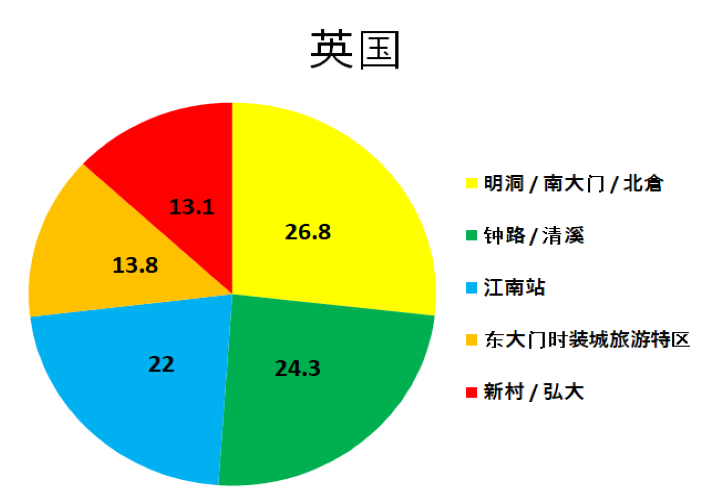 英国
26.8
24.3
22
13.8
13.1
明洞 / 南大门 / 北倉
钟路 / 清溪
江南站
东大门时装城旅游特区
新村 / 弘大